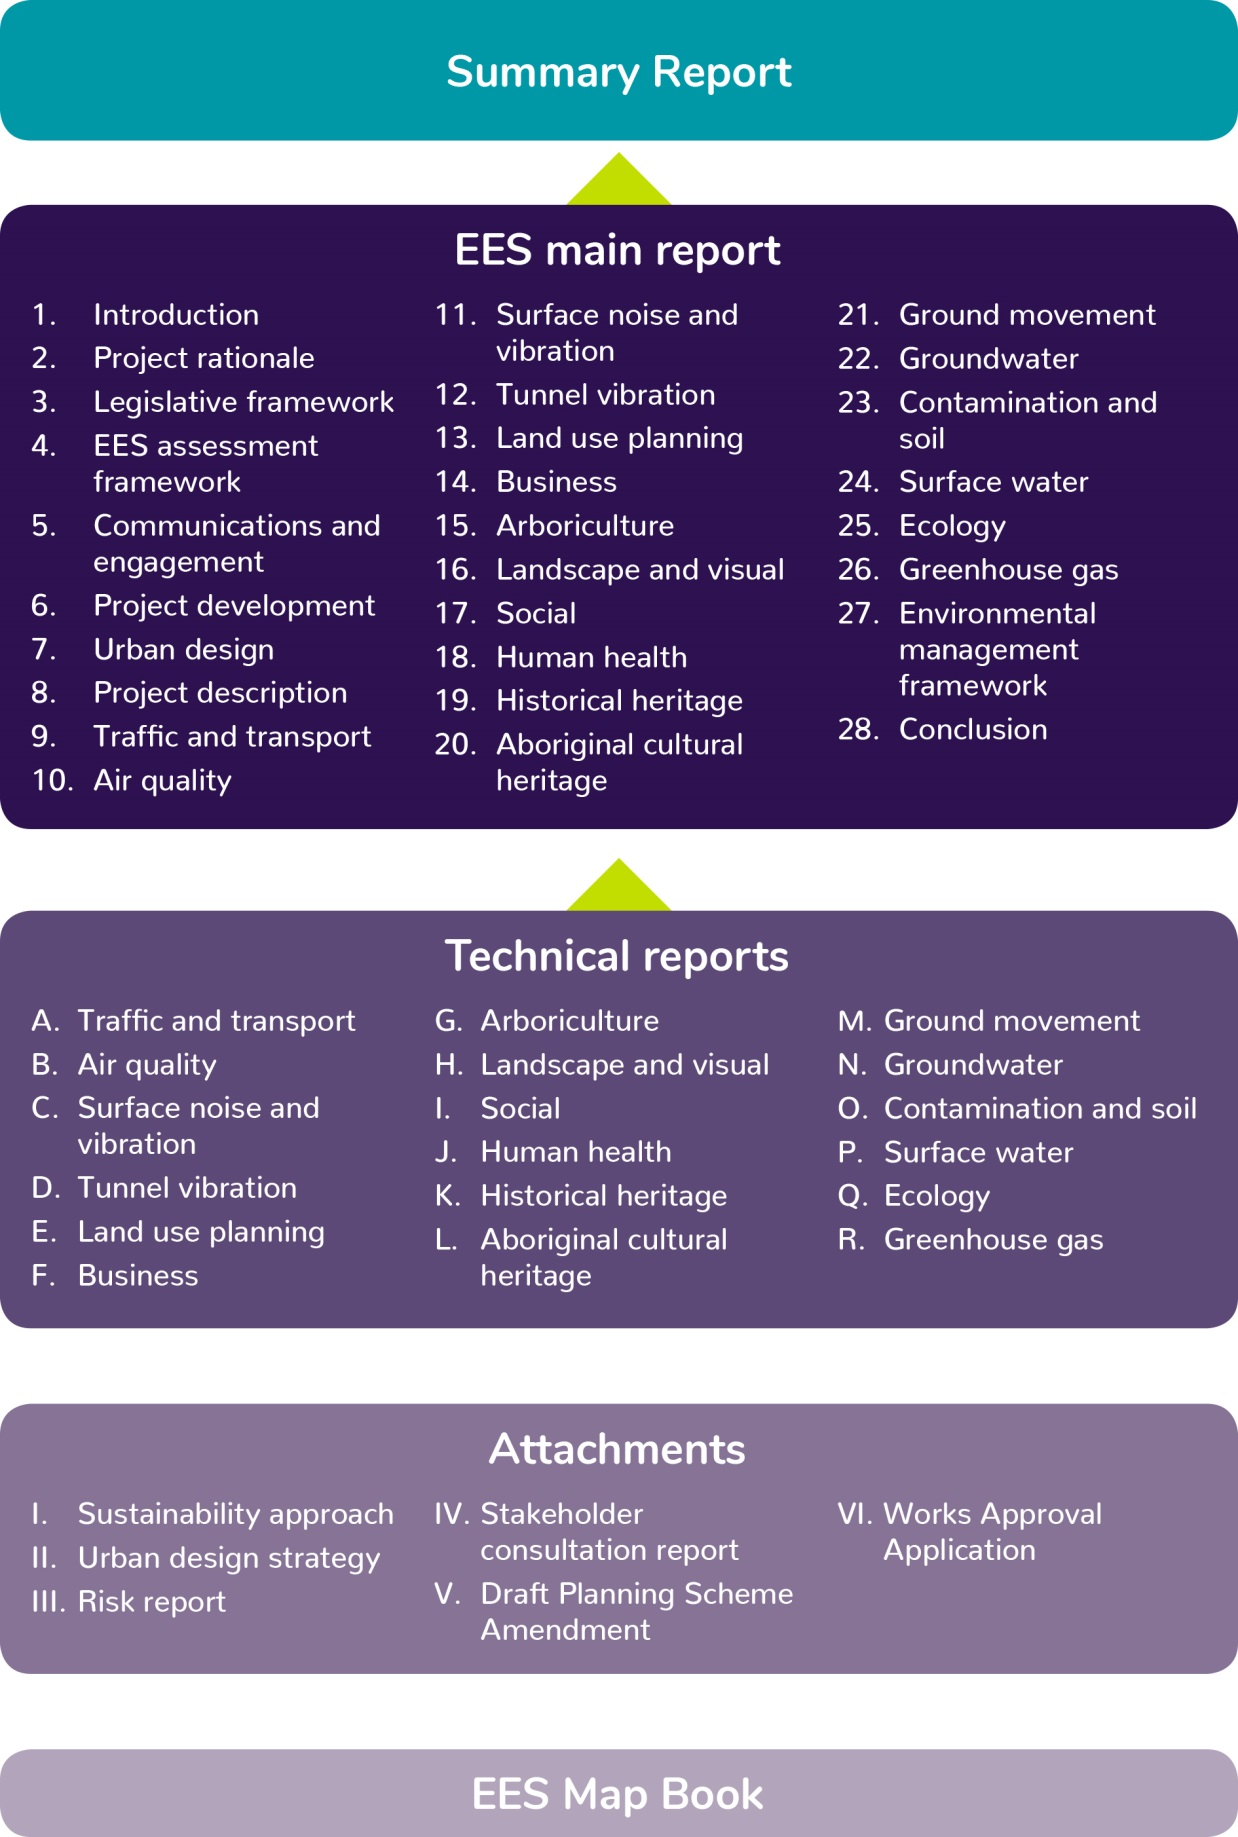 Summary Report
EES main report
1. Introduction
2. Project rationale
3. Legislative framework
4. EES assessment
framework
5. Communications and
engagement
6. Project development
7. Urban design
8. Project description
9. Traffic and transport
10. Air quality
11. Surface noise and
vibration
12. Tunnel vibration
13. Land use planning
14. Business
15. Arboriculture
16. Landscape and visual
17. Social
18. Human health
19. Historical heritage
20. Aboriginal cultural
heritage
21. Ground movement
22. Groundwater
23. Contamination and
soil
24. Surface water
25. Ecology
26. Greenhouse gas
27. Environmental
management
framework
28. Conclusion
Technical reports
A. Traffic and transport
B. Air quality
C. Surface noise and
vibration
D. Tunnel vibration
E. Land use planning
F. Business
G. Arboriculture
H. Landscape and visual
I. Social
J. Human health
K. Historical heritage
L. Aboriginal cultural
heritage
M. Ground movement
N. Groundwater
O. Contamination and soil
P. Surface water
Q. Ecology
R. Greenhouse gas
Attachments
I. Sustainability approach
II. Urban design strategy
III. Risk report
IV. Stakeholder
consultation report
V. Draft Planning Scheme
Amendment
VI. Works Approval
Application
EES Map Book